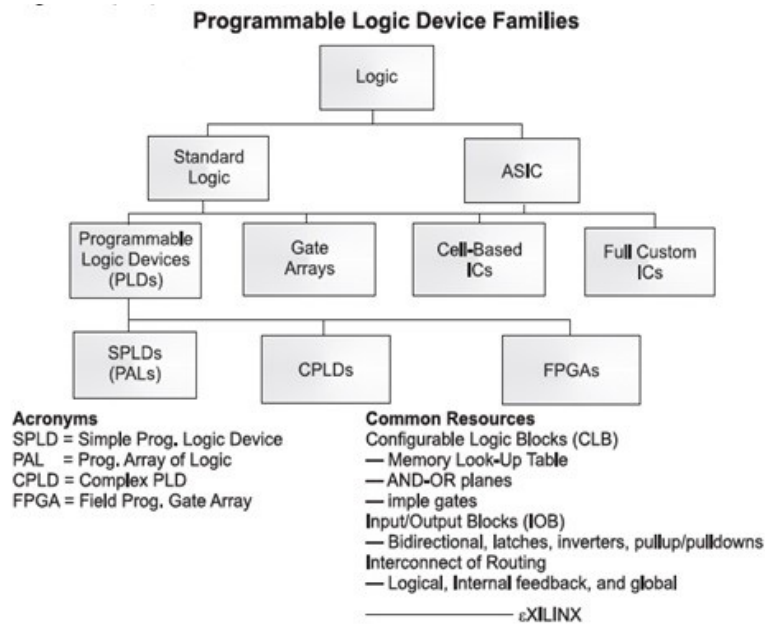 Programmable Logic Device Families
Logic
Standard
Logic
ASIC
Programmable
Logic Devices
(PLDs)
Gate
Arrays
Cell-Based
ICs
Full Custom
ICs
SPLDs
(PALs)
CPLDs
FPGAs
Acronyms
SPLD = Simple Prog. Logic Device
PAL = Prog. Array of Logic
CPLD = Complex PLD
FPGA = Field Prog. Gate Array
Common Resources
Configurable Logic Blocks (CLB)
— Memory Look-Up Table
— AND-OR planes
— imple gates
Input/Output Blocks (IOB)
— Bidirectional, latches, inverters, pullup/pulldowns
Interconnect of Routing
— Logical, Internal feedback, and global
εXILINX